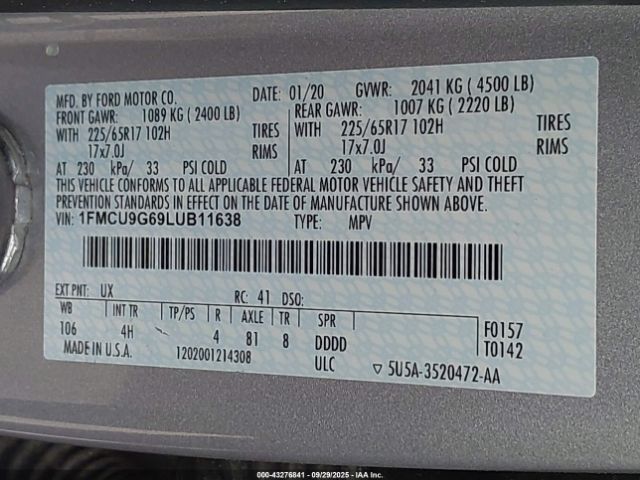 MFD. BY FORD MOTOR CO. DATE: 01/20 GVWR: 2041 KG ( 4500 LB)
FRONT GAWR: 1089 KG ( 2400 LB) REAR GAWR: 1007 KG ( 2220 LB)
WITH 225/65R17 102H TIRES WITH 225/65R17 102H TIRES
17x7.0J RIMS 17x7.0J RIMS
AT 230 kPa/ 33 PSI COLD AT 230 kPa/ 33 PSI COLD
THIS VEHICLE CONFORMS TO ALL APPLICABLE FEDERAL MOTOR VEHICLE SAFETY AND THEFT
PREVENTION STANDARDS IN EFFECT ON THE DATE OF MANUFACTURE SHOWN ABOVE.
VIN: 1FMCU9G69LUB11638 TYPE: MPV
EXT PNT: UX RC: 41 DSO:
WB INT TR TP/PS R AXLE TR SPR F0157
106 4H 4 81 8 DDDD T0142
MADE IN U.S.A. 1202001214308 ULC ▽ 5U5A-3520472-AA
000-43276841 - 09/29/2025 - IAA Inc.